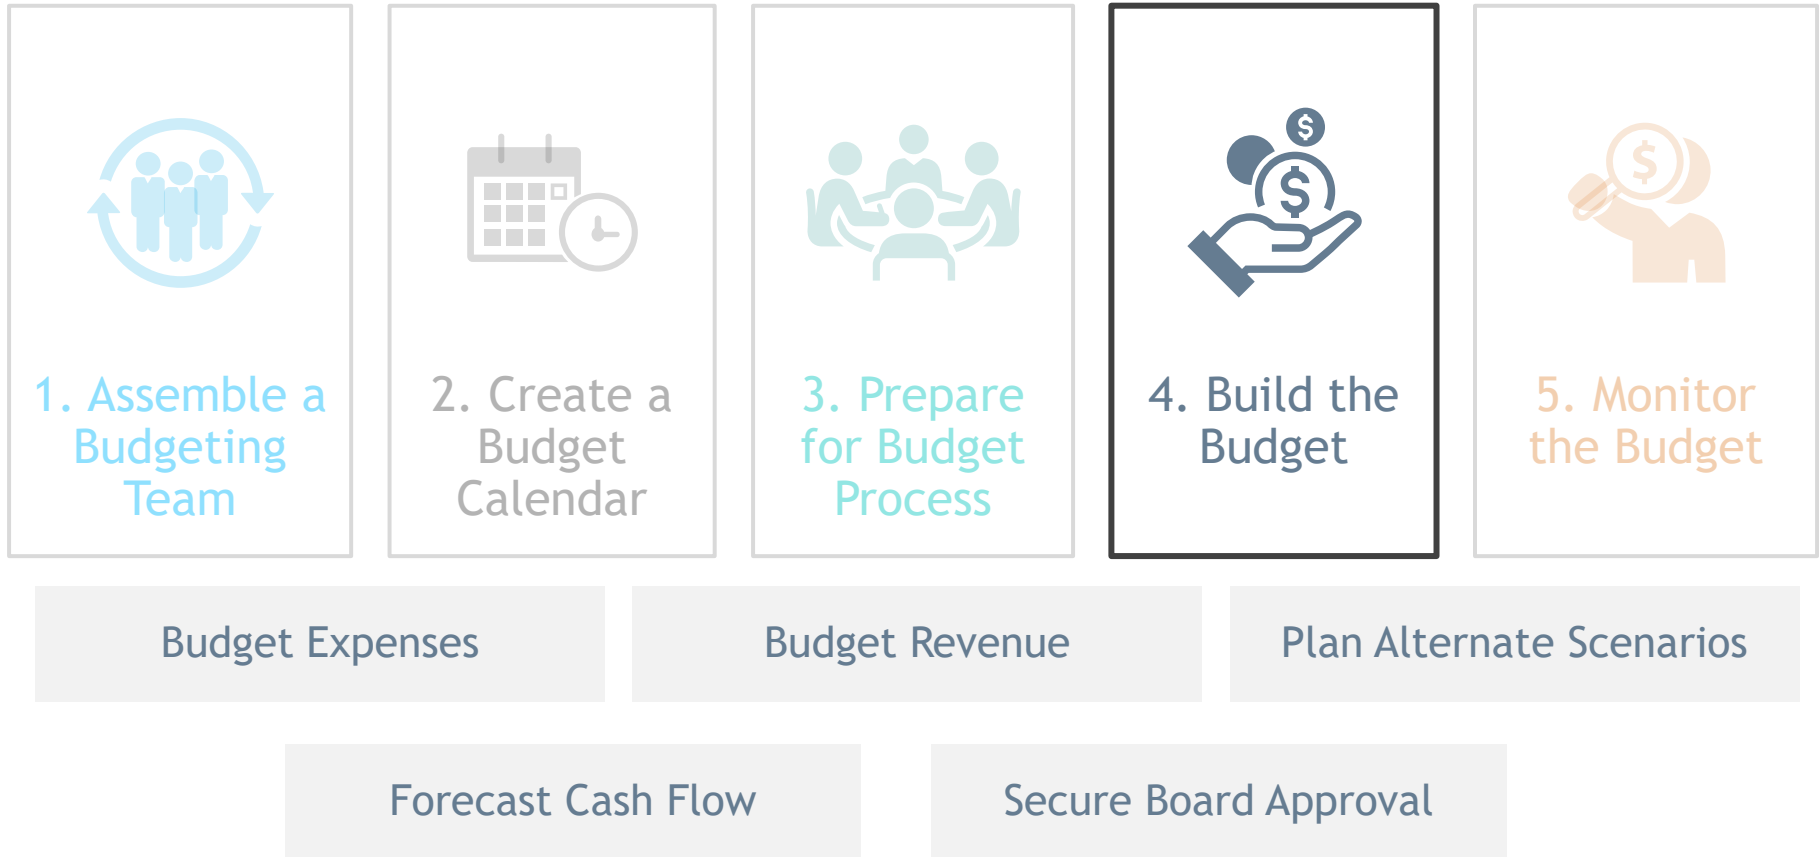 1. Assemble a
Budgeting
Team
2. Create a
Budget
Calendar
3. Prepare
for Budget
Process
$
$
4. Build the
Budget
$
5. Monitor
the Budget
Budget Expenses
Budget Revenue
Plan Alternate Scenarios
Forecast Cash Flow
Secure Board Approval